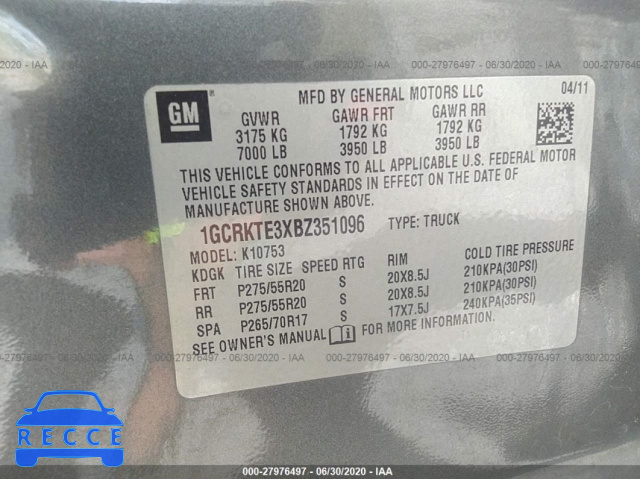 000-27976497 - 06/30/2020 - IAA
GM
MFD BY GENERAL MOTORS LLC 04/11
GVWR GAWR FRT GAWR RR
3175 KG 1792 KG 1792 KG
7000 LB 3950 LB 3950 LB
THIS VEHICLE CONFORMS TO ALL APPLICABLE U.S. FEDERAL MOTOR
VEHICLE SAFETY STANDARDS IN EFFECT ON THE DATE OF
MANUFACTURE SHOWN ABOVE.
1GCRKTE3XBZ351096 TYPE: TRUCK
MODEL: K10753
KDGK TIRE SIZE SPEED RTG RIM COLD TIRE PRESSURE
FRT P275/55R20 S 20X8.5J 210KPA(30PSI)
RR P275/55R20 S 20X8.5J 210KPA(30PSI)
SPA P265/70R17 S 17X7.5J 240KPA(35PSI)
SEE OWNER'S MANUAL FOR MORE INFORMATION.
RECCE
000-27976497 - 06/30/2020 - IAA